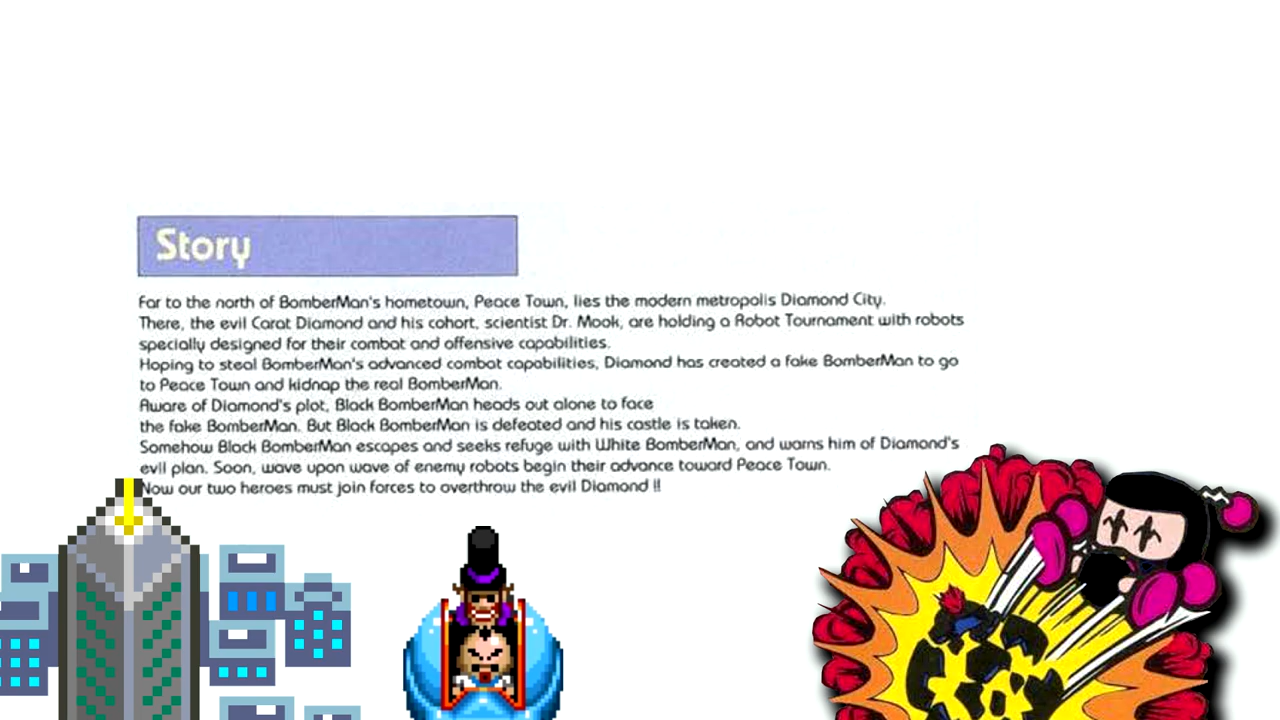 Story
Far to the north of BomberMan's hometown, Peace Town, lies the modern metropolis Diamond City.
There, the evil Carat Diamond and his cohort, scientist Dr. Mook, are holding a Robot Tournament with robots
specially designed for their combat and offensive capabilities.
Hoping to steal BomberMan's advanced combat capabilities, Diamond has created a fake BomberMan to go
to Peace Town and kidnap the real BomberMan.
Aware of Diamond's plot, Black BomberMan heads out alone to face
the fake BomberMan. But Black BomberMan is defeated and his castle is taken.
Somehow Black BomberMan escapes and seeks refuge with White BomberMan, and warns him of Diamond's
evil plan. Soon, wave upon wave of enemy robots begin their advance toward Peace Town.
Now our two heroes must join forces to overthrow the evil Diamond !!